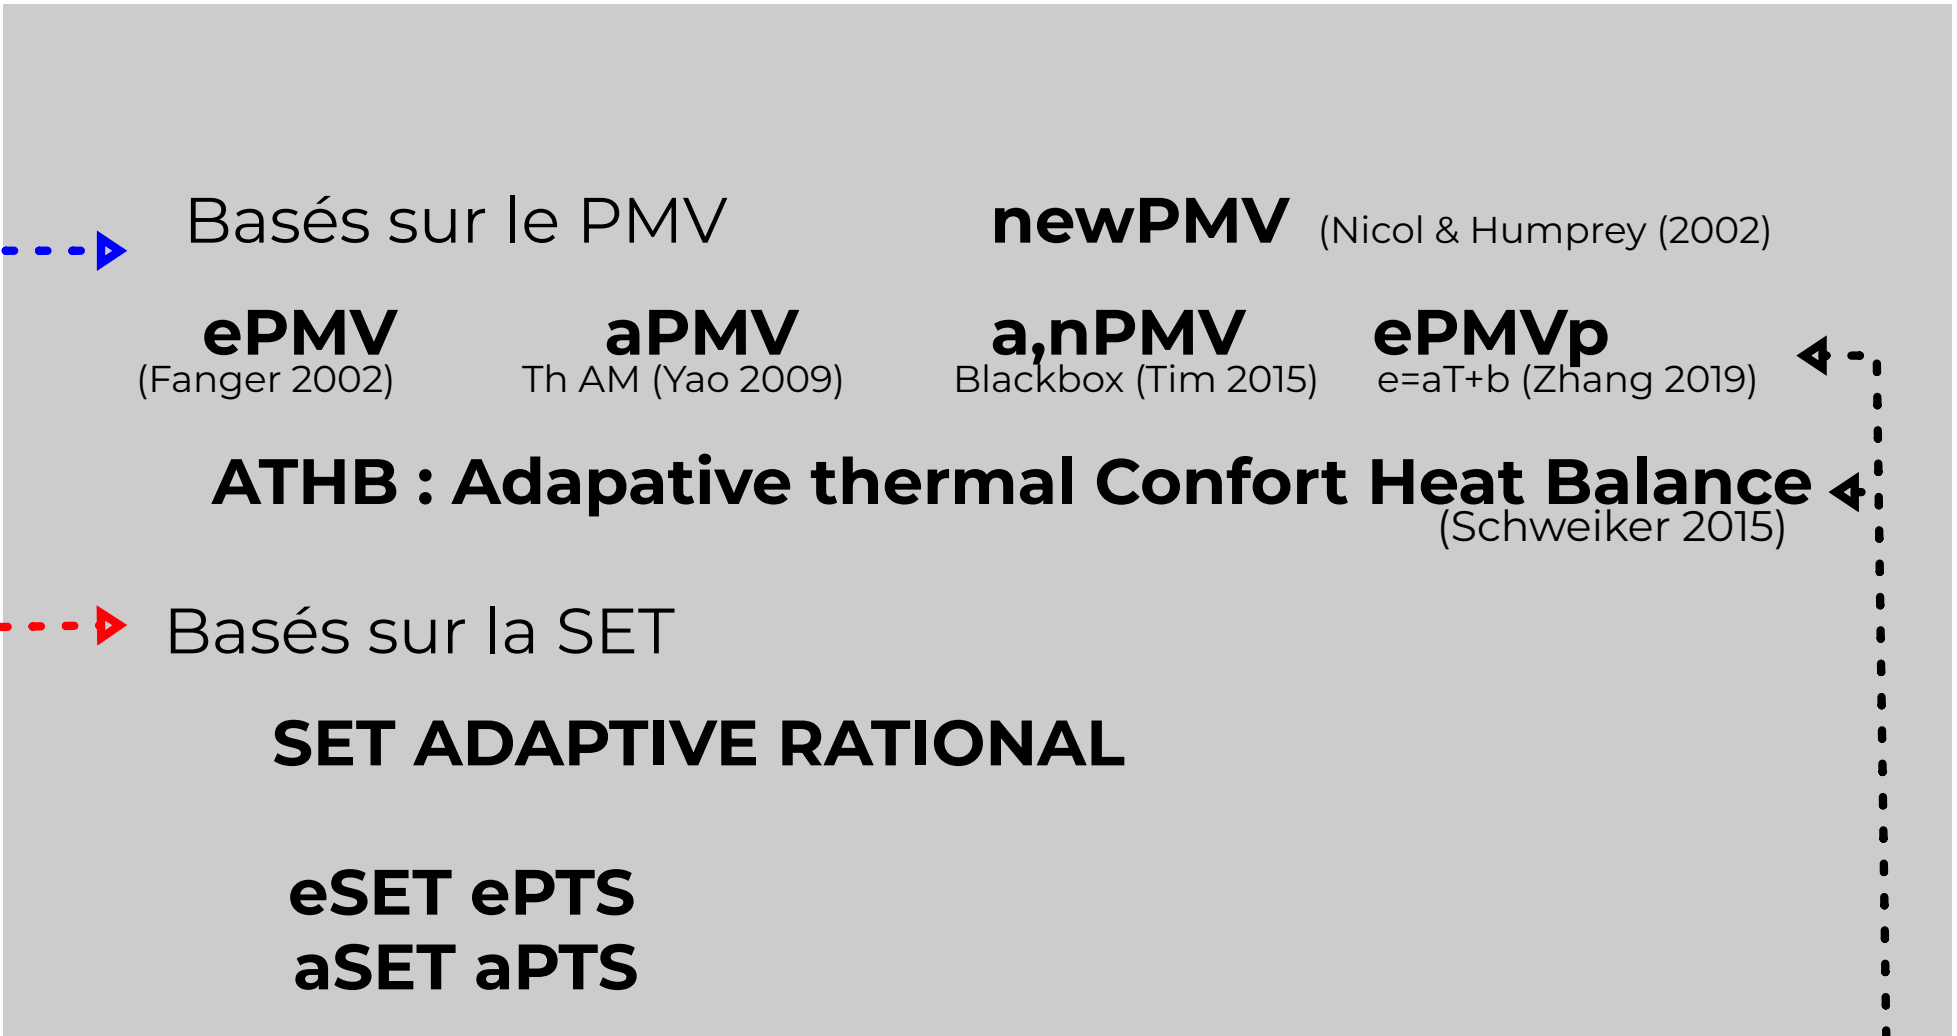 Basés sur le PMV newPMV (Nicol & Humprey (2002)
ePMV aPMV a,nPMV ePMVp
(Fanger 2002) Th AM (Yao 2009) Blackbox (Tim 2015) e=aT+b (Zhang 2019)
ATHB : Adapative thermal Confort Heat Balance
(Schweiker 2015)
Basés sur la SET
SET ADAPTIVE RATIONAL
eSET ePTS
aSET aPTS